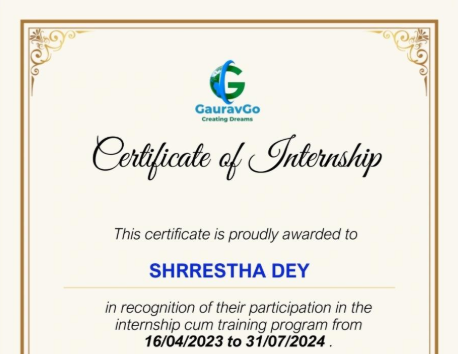 GauravGo
Creating Dreams
Certificate of Internship
This certificate is proudly awarded to
SHRRESTHA DEY
in recognition of their participation in the
internship cum training program from
16/04/2023 to 31/07/2024 .